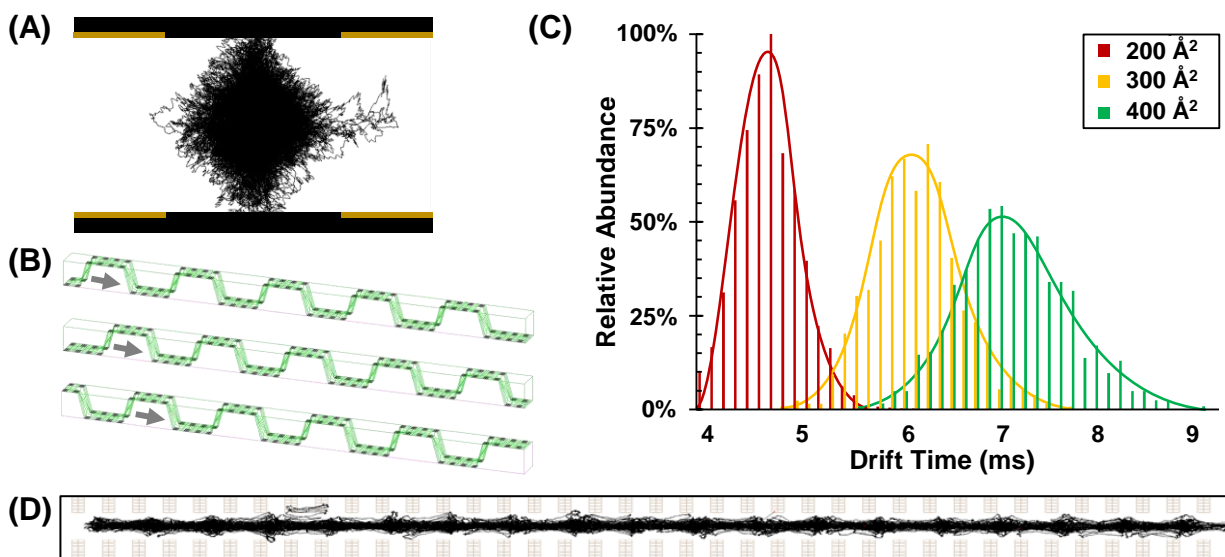 (A)
(B)
(C)
100%
75%
50%
25%
0%
Relative Abundance
4 5 6 7 8 9
Drift Time (ms)
200 Å²
300 Å²
400 Å²
(D)